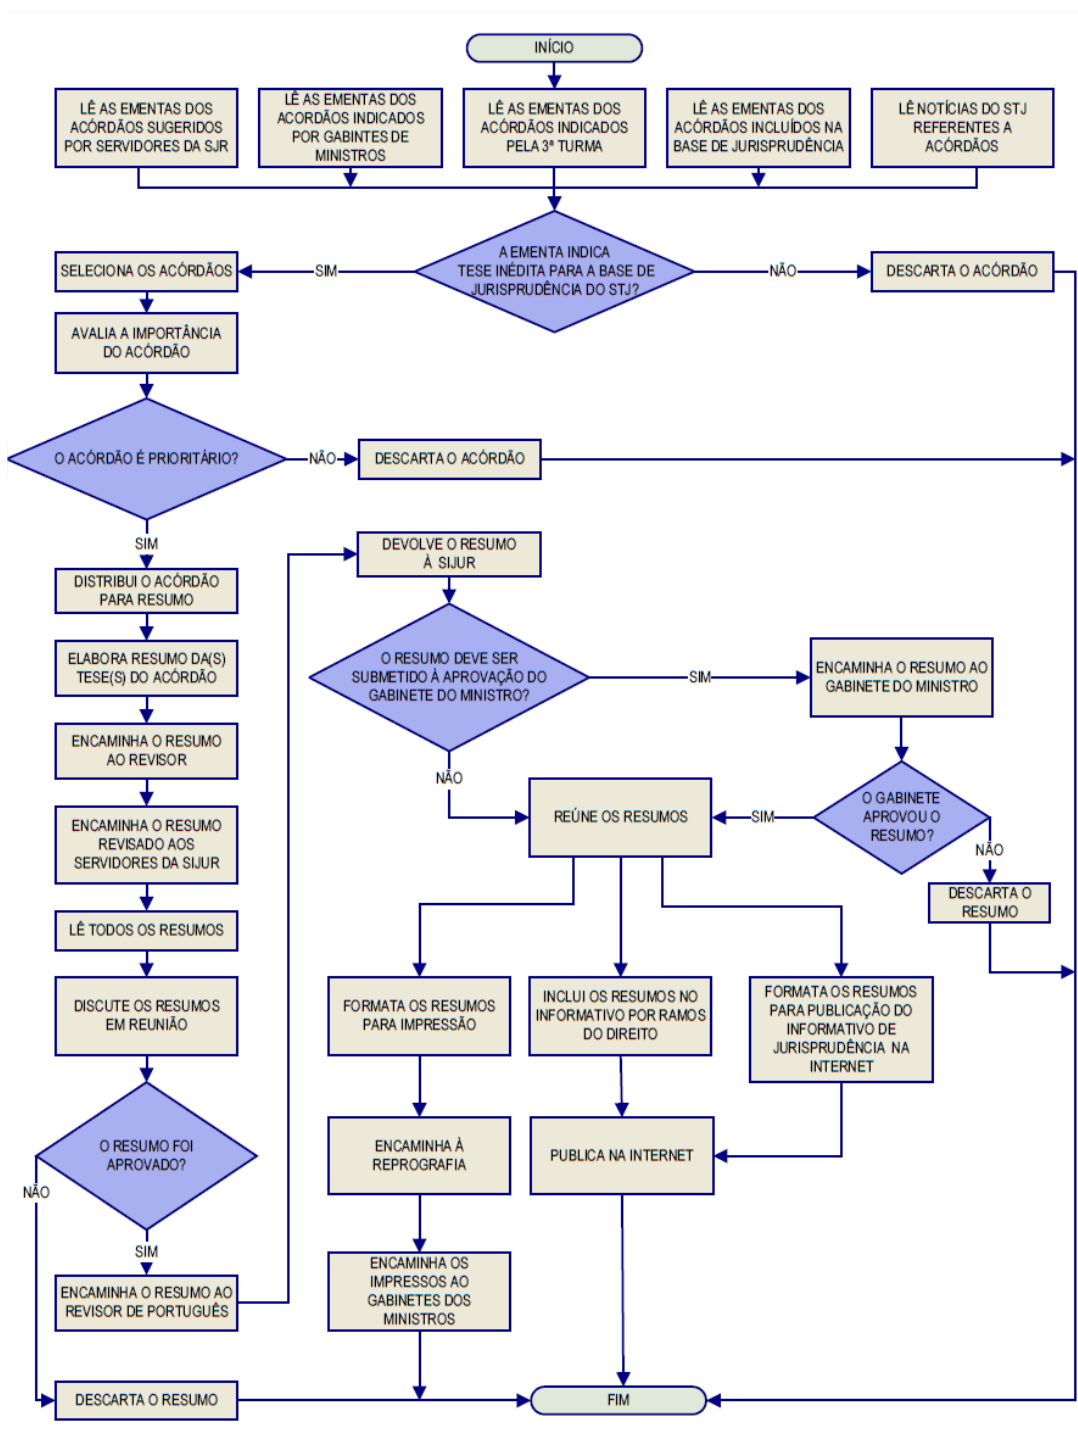 INÍCIO
LÊ AS EMENTAS DOS
ACÓRDÃOS SUGERIDOS
POR SERVIDORES DA SJR
LÊ AS EMENTAS DOS
ACORDÃOS INDICADOS
POR GABINTES DE
MINISTROS
LÊ AS EMENTAS DOS
ACÓRDÃOS INDICADOS
PELA 3ª TURMA
LÊ AS EMENTAS DOS
ACÓRDÃOS INCLUÍDOS NA
BASE DE JURISPRUDÊNCIA
LÊ NOTÍCIAS DO STJ
REFERENTES A
ACÓRDÃOS
A EMENTA INDICA
TESE INÉDITA PARA A BASE DE
JURISPRUDÊNCIA DO STJ?
SIM
NÃO
SELECIONA OS ACÓRDÃOS
DESCARTA O ACÓRDÃO
AVALIA A IMPORTÂNCIA
DO ACÓRDÃO
O ACÓRDÃO É PRIORITÁRIO?
NÃO
DESCARTA O ACÓRDÃO
SIM
DISTRIBUI O ACÓRDÃO
PARA RESUMO
ELABORA RESUMO DA(S)
TESE(S) DO ACÓRDÃO
ENCAMINHA O RESUMO
AO REVISOR
ENCAMINHA O RESUMO
REVISADO AOS
SERVIDORES DA SIJUR
LÊ TODOS OS RESUMOS
DISCUTE OS RESUMOS
EM REUNIÃO
O RESUMO FOI
APROVADO?
NÃO
SIM
ENCAMINHA O RESUMO AO
REVISOR DE PORTUGUÊS
DESCARTA O RESUMO
DEVOLVE O RESUMO
À SIJUR
O RESUMO DEVE SER
SUBMETIDO À APROVAÇÃO DO
GABINETE DO MINISTRO?
SIM
NÃO
ENCAMINHA O RESUMO AO
GABINETE DO MINISTRO
O GABINETE
APROVOU O
RESUMO?
SIM
NÃO
DESCARTA O
RESUMO
REÚNE OS RESUMOS
FORMATA OS RESUMOS
PARA IMPRESSÃO
INCLUI OS RESUMOS NO
INFORMATIVO POR RAMOS
DO DIREITO
FORMATA OS RESUMOS
PARA PUBLICAÇÃO DO
INFORMATIVO DE
JURISPRUDÊNCIA NA
INTERNET
ENCAMINHA À
REPROGRAFIA
PUBLICA NA INTERNET
ENCAMINHA OS
IMPRESSOS AO
GABINETES DOS
MINISTROS
FIM